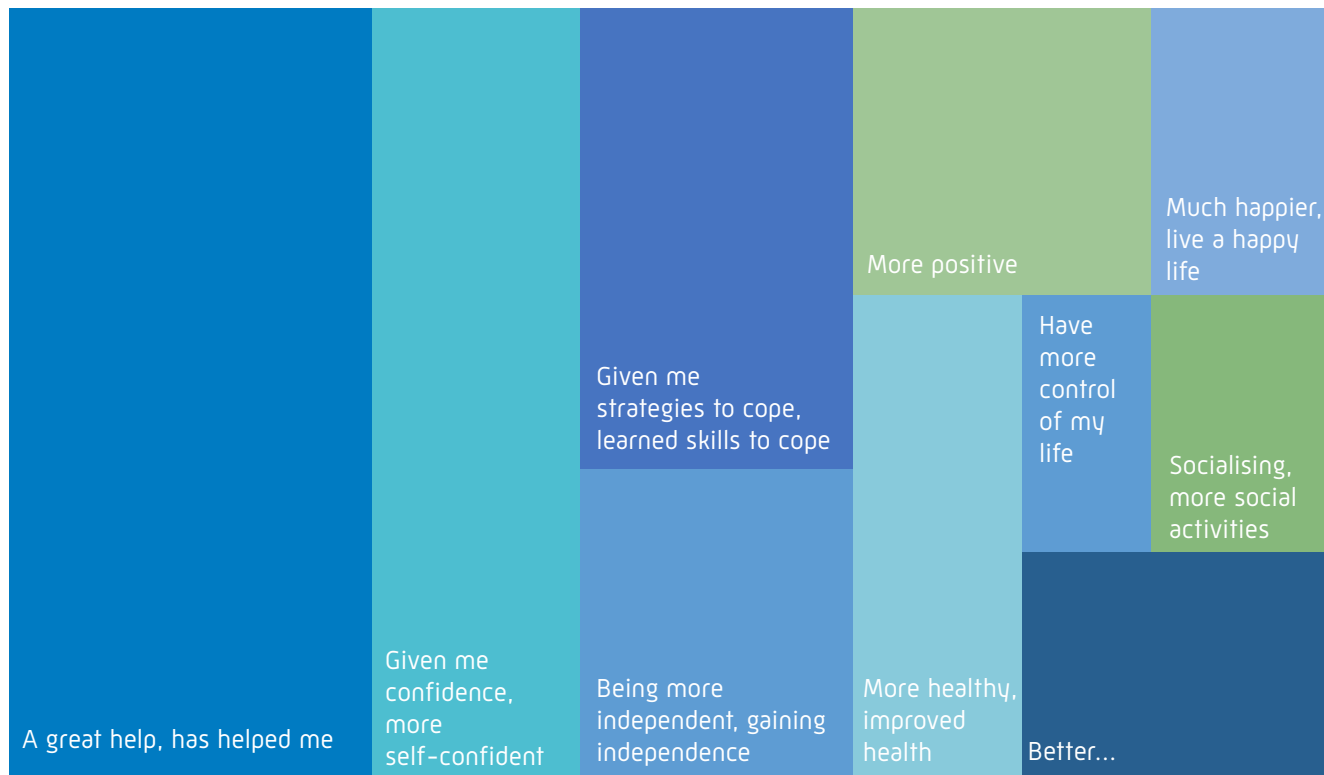 A great help, has helped me
Given me
confidence,
more
self-confident
Given me
strategies to cope,
learned skills to cope
Being more
independent, gaining
independence
More positive
Much happier,
live a happy
life
More healthy,
improved
health
Have
more
control
of my
life
Socialising,
more social
activities
Better...